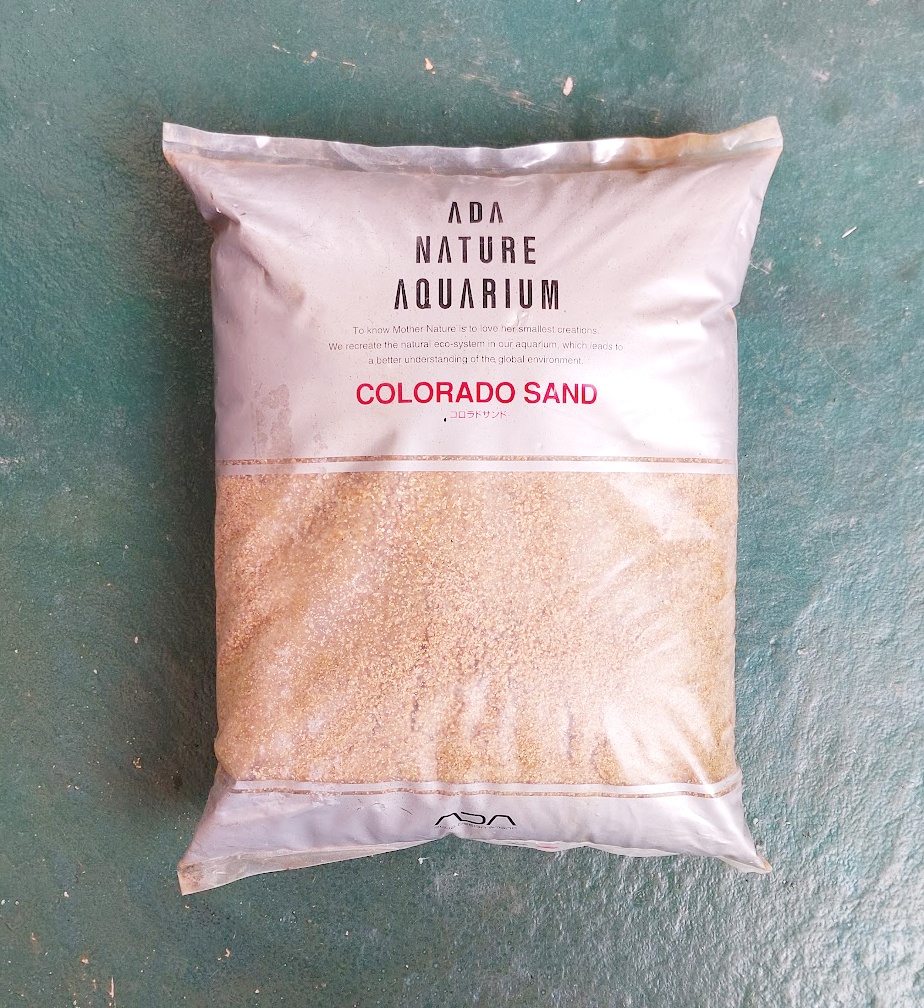 ADA
NATURE
AQUARIUM
To know Mother Nature is to love her smallest creations.
We recreate the natural eco-system in our aquarium, which leads to
a better understanding of the global environment.
COLORADO SAND
コロラドサンド
ADA